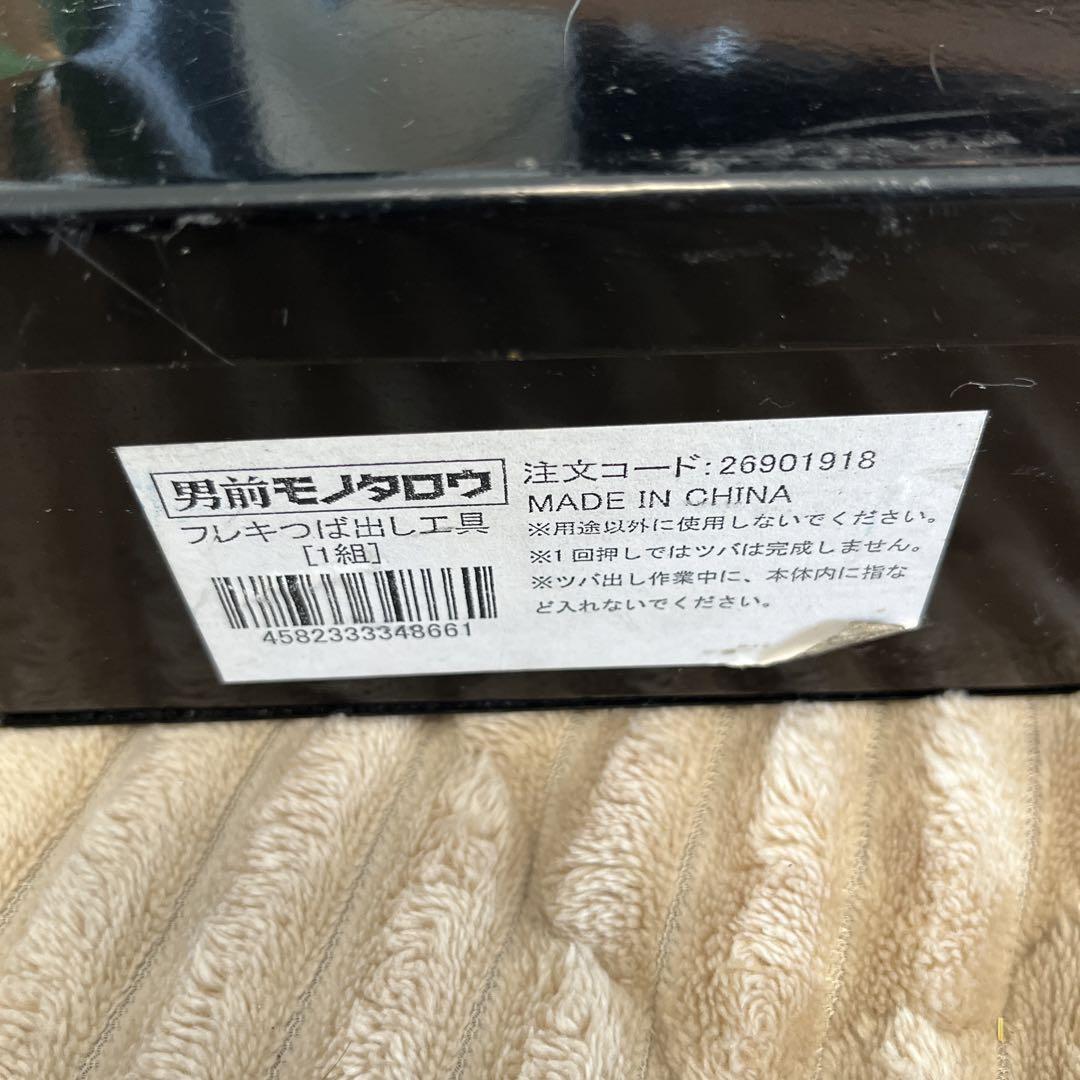 男前モノタロウ
フレキつば出し工具
[1組]
4582333348661
注文コード:26901918
MADE IN CHINA
※用途以外に使用しないでください。
※1回押しではツバは完成しません。
※ツバ出し作業中に、本体内に指な
ど入れないでください。